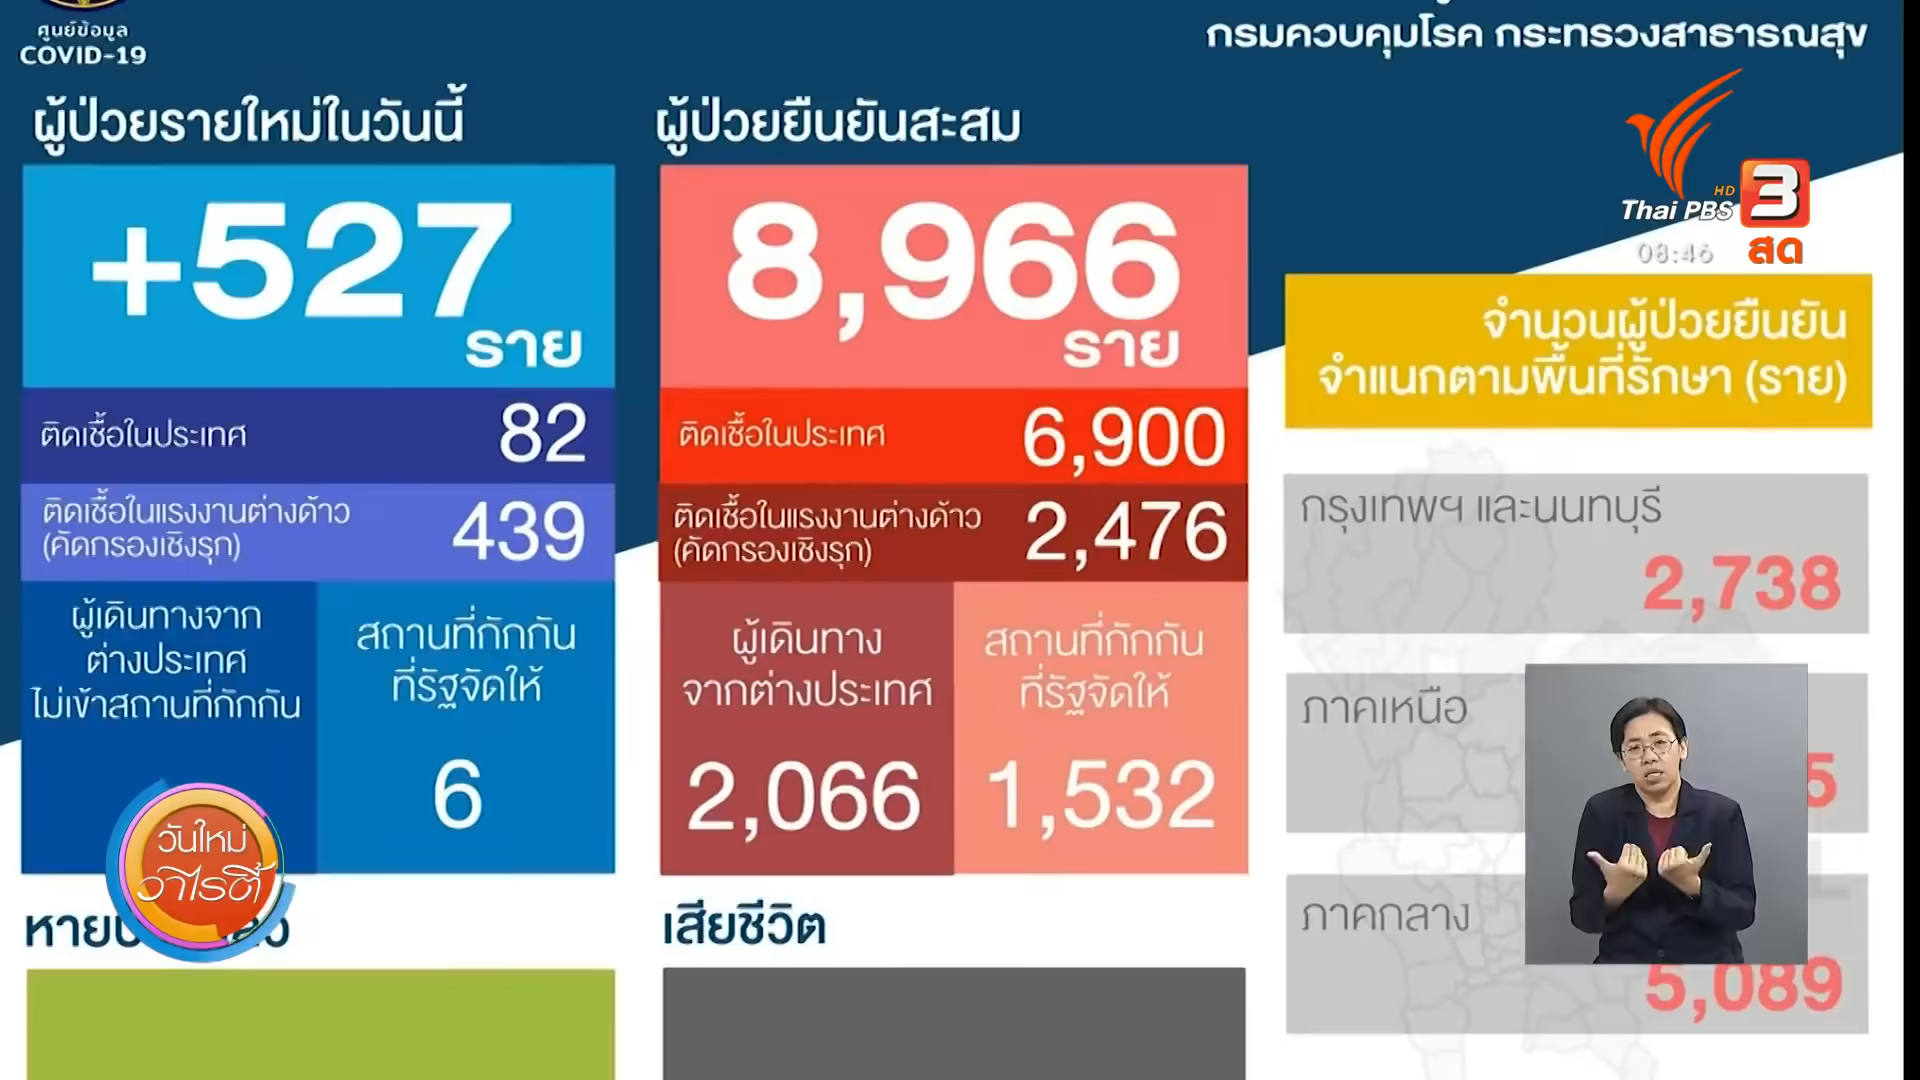 ศูนย์ข้อมูล
COVID-19
กรมควบคุมโรค กระทรวงสาธารณสุข
ผู้ป่วยรายใหม่ในวันนี้
+527
ราย
ติดเชื้อในประเทศ 82
ติดเชื้อในแรงงานต่างด้าว
(คัดกรองเชิงรุก)
439
ผู้เดินทางจาก
ต่างประเทศ
ไม่เข้าสถานที่กักกัน
สถานที่กักกัน
ที่รัฐจัดให้
6
ผู้ป่วยยืนยันสะสม
8,966
ราย
ติดเชื้อในประเทศ 6,900
ติดเชื้อในแรงงานต่างด้าว
(คัดกรองเชิงรุก)
2,476
ผู้เดินทาง
จากต่างประเทศ
2,066
สถานที่กักกัน
ที่รัฐจัดให้
1,532
Thai PBS HD 3
08:46 สด
จำนวนผู้ป่วยยืนยัน
จำแนกตามพื้นที่รักษา (ราย)
กรุงเทพฯ และนนทบุรี
2,738
ภาคเหนือ
5
ภาคกลาง
5,089
วันใหม่
วาไรตี้
เสียชีวิต